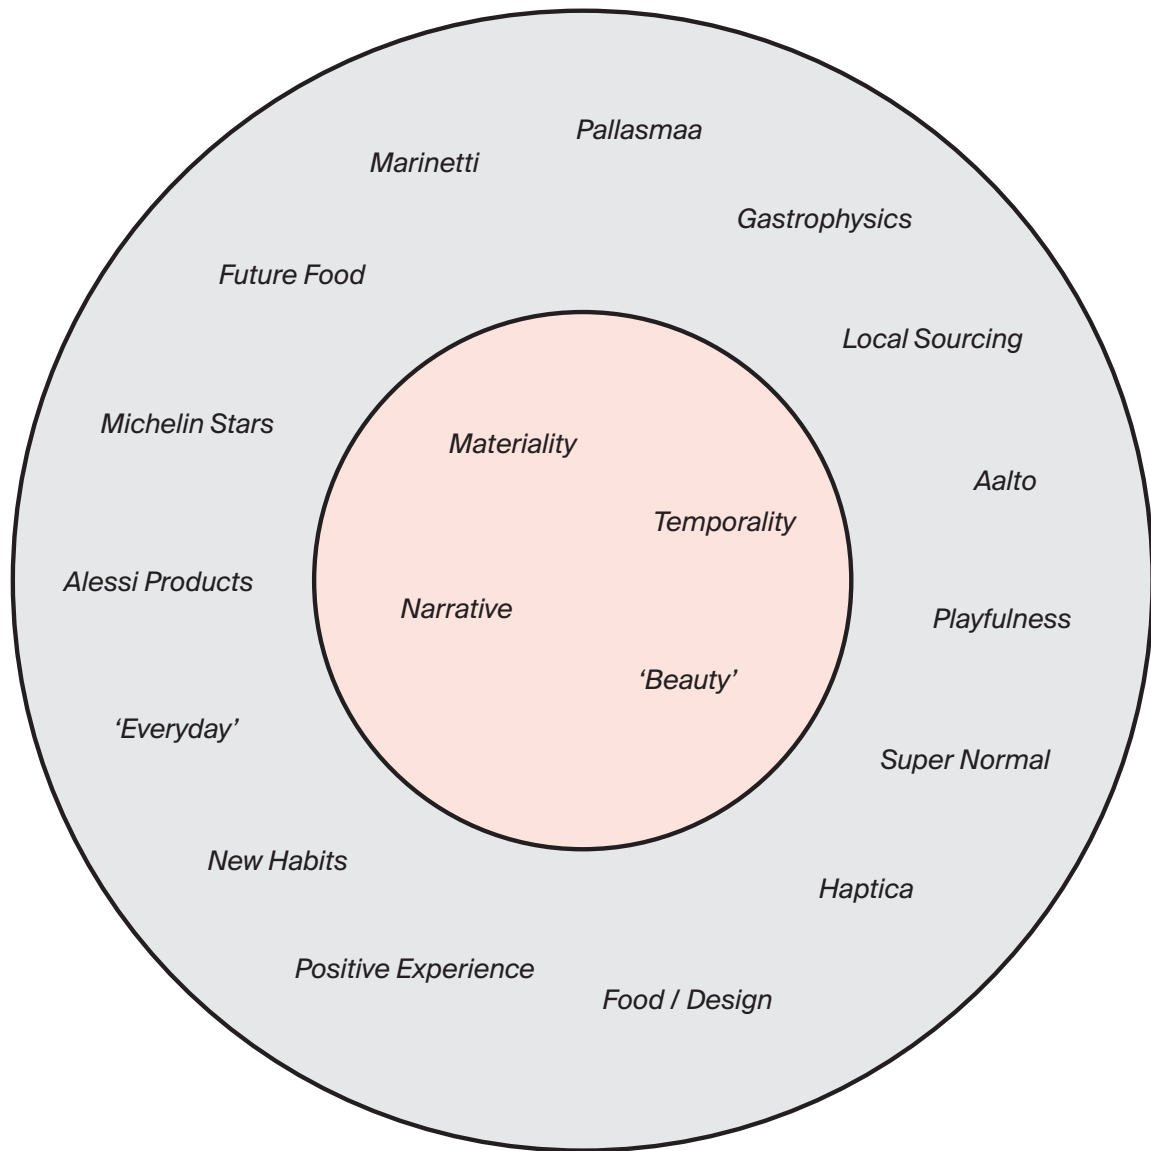 Pallasmaa
Marinetti
Gastrophysics
Future Food
Local Sourcing
Michelin Stars
Materiality
Aalto
Temporality
Alessi Products
Narrative
Playfulness
‘Beauty’
‘Everyday’
Super Normal
New Habits
Haptica
Positive Experience
Food / Design